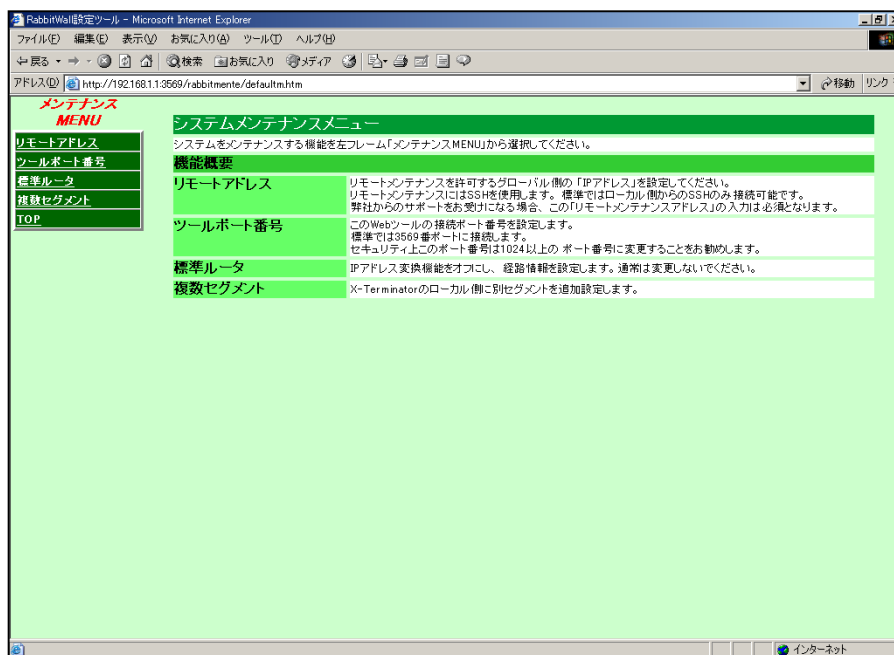 RabbitWall設定ツール - Microsoft Internet Explorer
ファイル(F) 編集(E) 表示(V) お気に入り(A) ツール(T) ヘルプ(H)
戻る 検索 お気に入り メディア
アドレス(D) http://192.168.1.1:3569/rabbitmente/defaultm.htm 移動 リンク
メンテナンス
MENU
リモートアドレス
ツールポート番号
標準ルータ
複数セグメント
TOP
システムメンテナンスメニュー
システムをメンテナンスする機能を左フレーム「メンテナンスMENU」から選択してください。
機能概要
リモートアドレス
リモートメンテナンスを許可するグローバル側の「IPアドレス」を設定してください。
リモートメンテナンスにはSSHを使用します。標準ではローカル側からのSSHのみ接続可能です。
弊社からのサポートをお受けになる場合、この「リモートメンテナンスアドレス」の入力は必須となります。
ツールポート番号
このWebツールの接続ポート番号を設定します。
標準では3569番ポートに接続します。
セキュリティ上このポート番号は1024以上の ポート番号に変更することをお勧めします。
標準ルータ
IPアドレス変換機能をオフにし、経路情報を設定します。通常は変更しないでください。
複数セグメント
X-Terminatorのローカル側に別セグメントを追加設定します。
インターネット